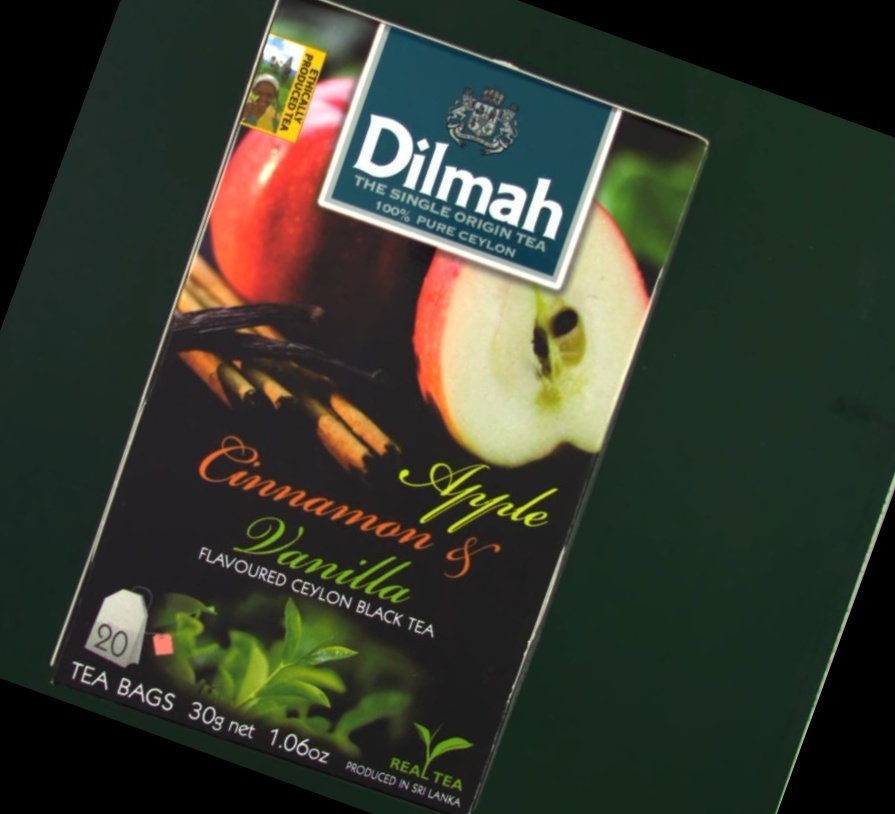 ETHICALLY
PRODUCED TEA
Dilmah
THE SINGLE ORIGIN TEA
100% PURE CEYLON
Apple
Cinnamon &
Vanilla
FLAVOURED CEYLON BLACK TEA
20
TEA BAGS 30g net 1.06oz
REAL TEA
PRODUCED IN SRI LANKA